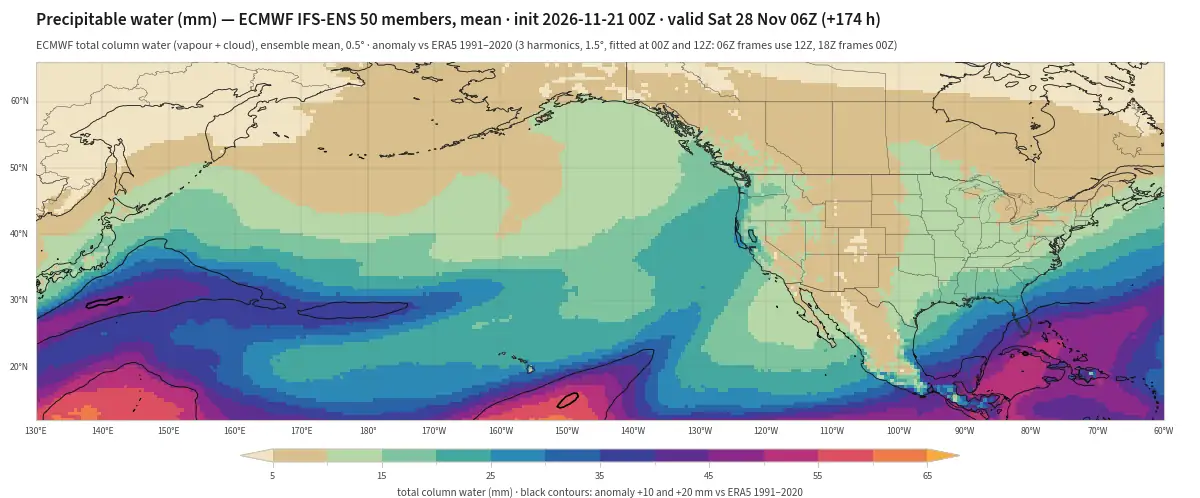 Precipitable water (mm) — ECMWF IFS-ENS 50 members, mean · init 2026-11-21 00Z · valid Sat 28 Nov 06Z (+174 h)
ECMWF total column water (vapour + cloud), ensemble mean, 0.5° · anomaly vs ERA5 1991–2020 (3 harmonics, 1.5°, fitted at 00Z and 12Z: 06Z frames use 12Z, 18Z frames 00Z)
60°N
50°N
40°N
30°N
20°N
130°E 140°E 150°E 160°E 170°E 180° 170°W 160°W 150°W 140°W 130°W 120°W 110°W 100°W 90°W 80°W 70°W 60°W
5 15 25 35 45 55 65
total column water (mm) · black contours: anomaly +10 and +20 mm vs ERA5 1991–2020